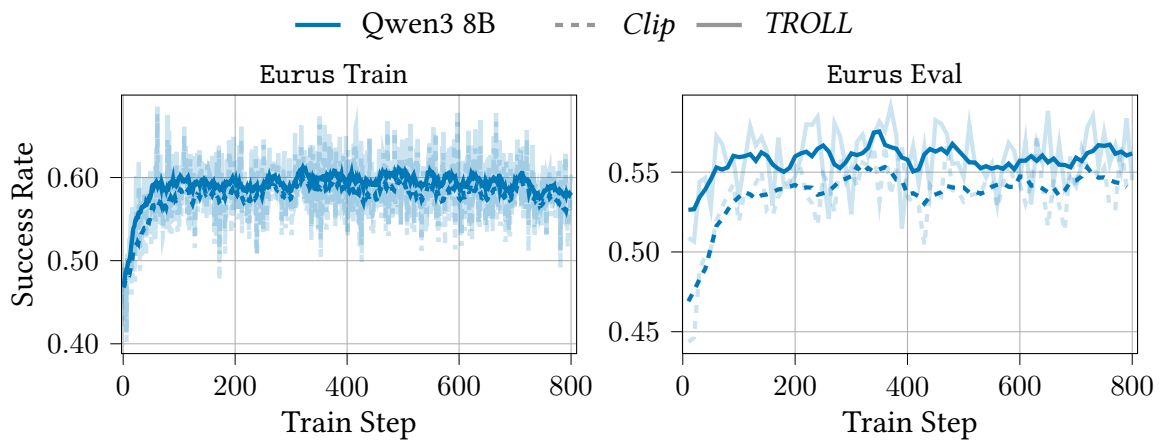 Qwen3 8B Clip TROLL
Eurus Train
Eurus Eval
Success Rate
0.60
0.50
0.40
0 200 400 600 800
Train Step
0.55
0.50
0.45
0 200 400 600 800
Train Step